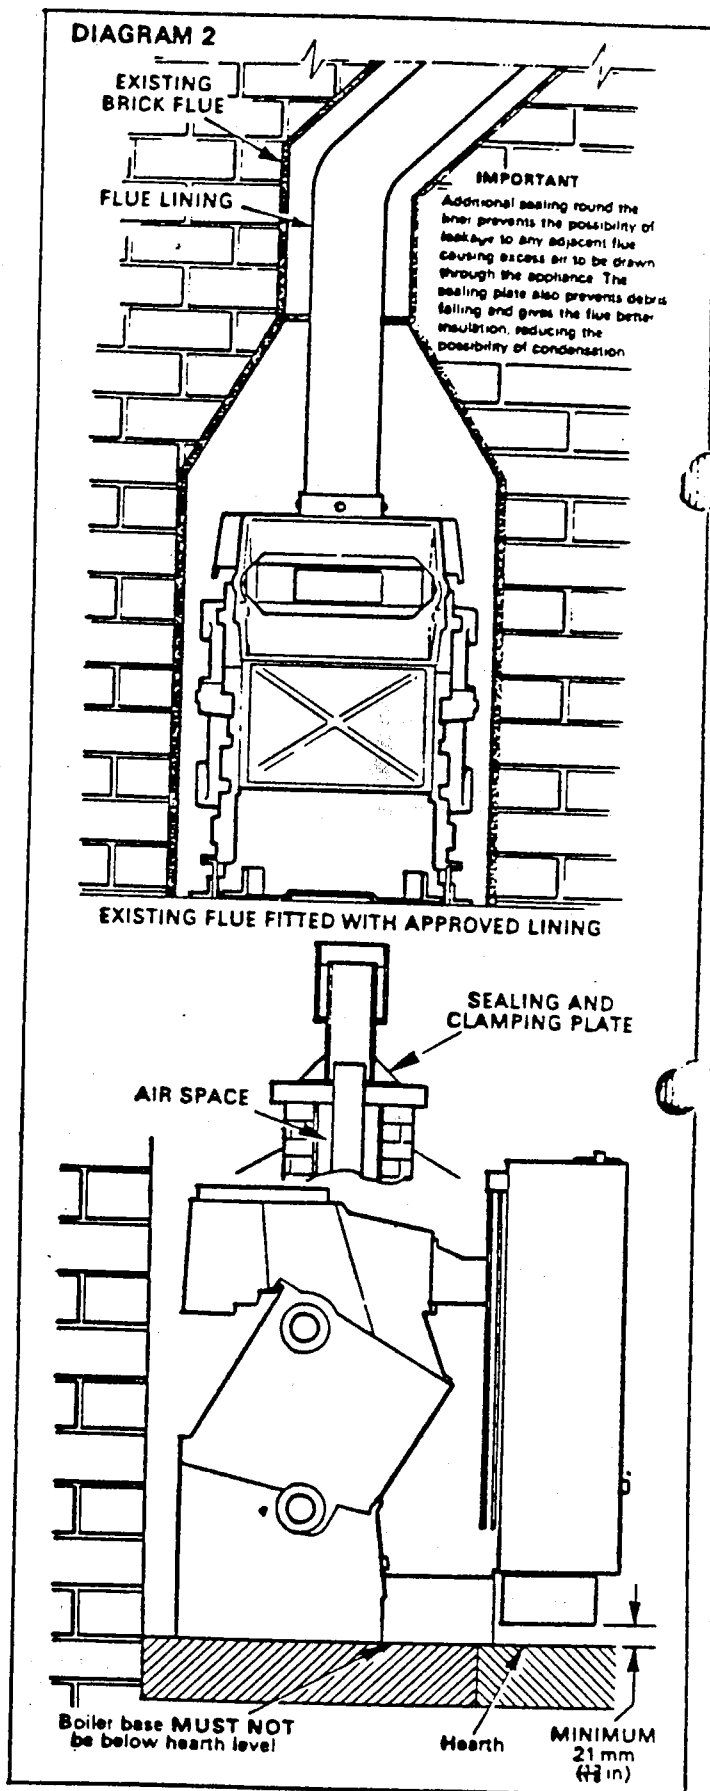 DIAGRAM 2
EXISTING
BRICK FLUE
FLUE LINING
IMPORTANT
Additional sealing round the
liner prevents the possibility of
leakage to any adjacent flue
causing excess air to be drawn
through the appliance. The
sealing plate also prevents debris
falling and gives the flue better
insulation, reducing the
possibility of condensation
EXISTING FLUE FITTED WITH APPROVED LINING
SEALING AND
CLAMPING PLATE
AIR SPACE
Boiler base MUST NOT
be below hearth level
Hearth
MINIMUM
21 mm
in)